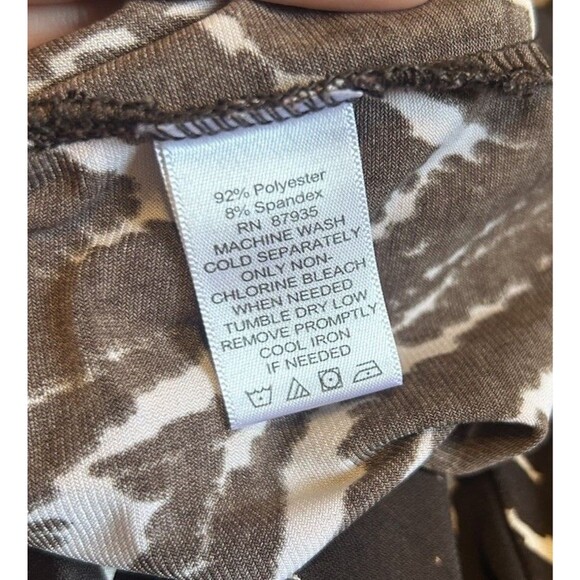 92% Polyester
8% Spandex
RN 87935
MACHINE WASH
COLD SEPARATELY
ONLY NON-
CHLORINE BLEACH
WHEN NEEDED
TUMBLE DRY LOW
REMOVE PROMPTLY
COOL IRON
IF NEEDED